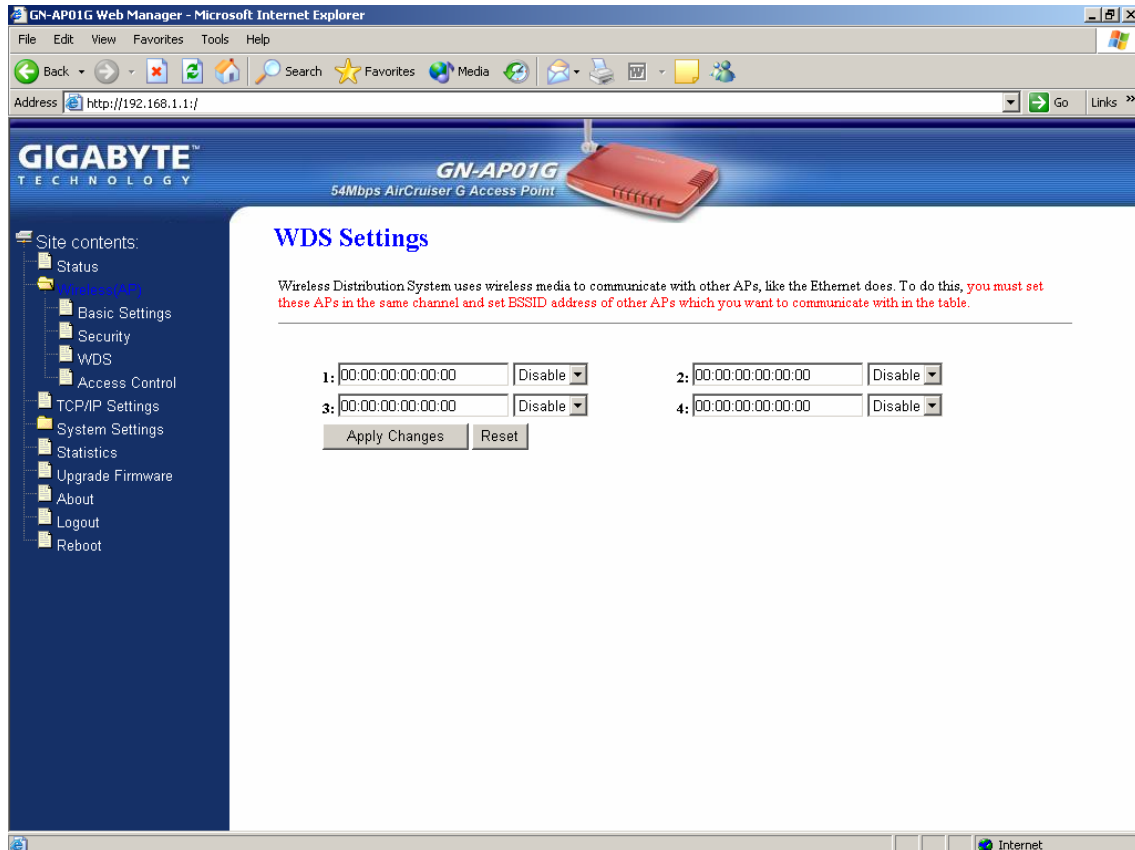 GN-AP01G Web Manager - Microsoft Internet Explorer
File Edit View Favorites Tools Help
Back Search Favorites Media
Address http://192.168.1.1:/ Go Links »
GIGABYTE™
TECHNOLOGY
GN-AP01G
54Mbps AirCruiser G Access Point
Site contents:
Status
Wireless(AP)
Basic Settings
Security
WDS
Access Control
TCP/IP Settings
System Settings
Statistics
Upgrade Firmware
About
Logout
Reboot
WDS Settings
Wireless Distribution System uses wireless media to communicate with other APs, like the Ethernet does. To do this, you must set
these APs in the same channel and set BSSID address of other APs which you want to communicate with in the table.
1: 00:00:00:00:00:00 Disable 2: 00:00:00:00:00:00 Disable
3: 00:00:00:00:00:00 Disable 4: 00:00:00:00:00:00 Disable
Apply Changes Reset
Internet